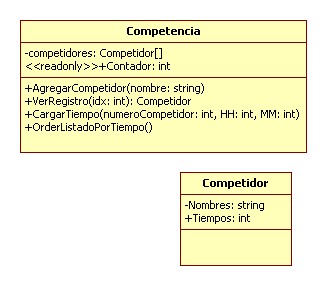 Competencia
-competidores: Competidor[]
<<readonly>>+Contador: int
+AgregarCompetidor(nombre: string)
+VerRegistro(idx: int): Competidor
+CargarTiempo(numeroCompetidor: int, HH: int, MM: int)
+OrderListadoPorTiempo()
Competidor
-Nombres: string
+Tiempos: int